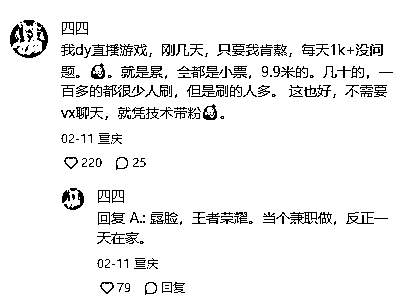 四四
我dy直播游戏，刚几天，只要我肯熬，每天1k+没问
题。。就是累，全都是小票，9.9米的。几十的，一
百多的都很少人刷，但是刷的人多。 这也好，不需要
vx聊天，就凭技术带粉。
02-11 重庆
220 25
四四
回复 A.: 露脸，王者荣耀。当个兼职做，反正一
天在家。
02-11 重庆
79 回复